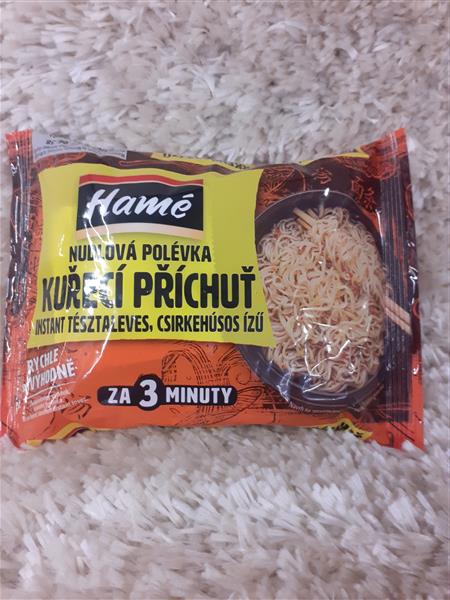 Hamé
NUDLOVÁ POLÉVKA
KUŘECÍ PŘÍCHUŤ
INSTANT TÉSZTALEVES, CSIRKEHÚSOS ÍZŰ
RYCHLE
VÝHODNĚ
ZA 3 MINUTY